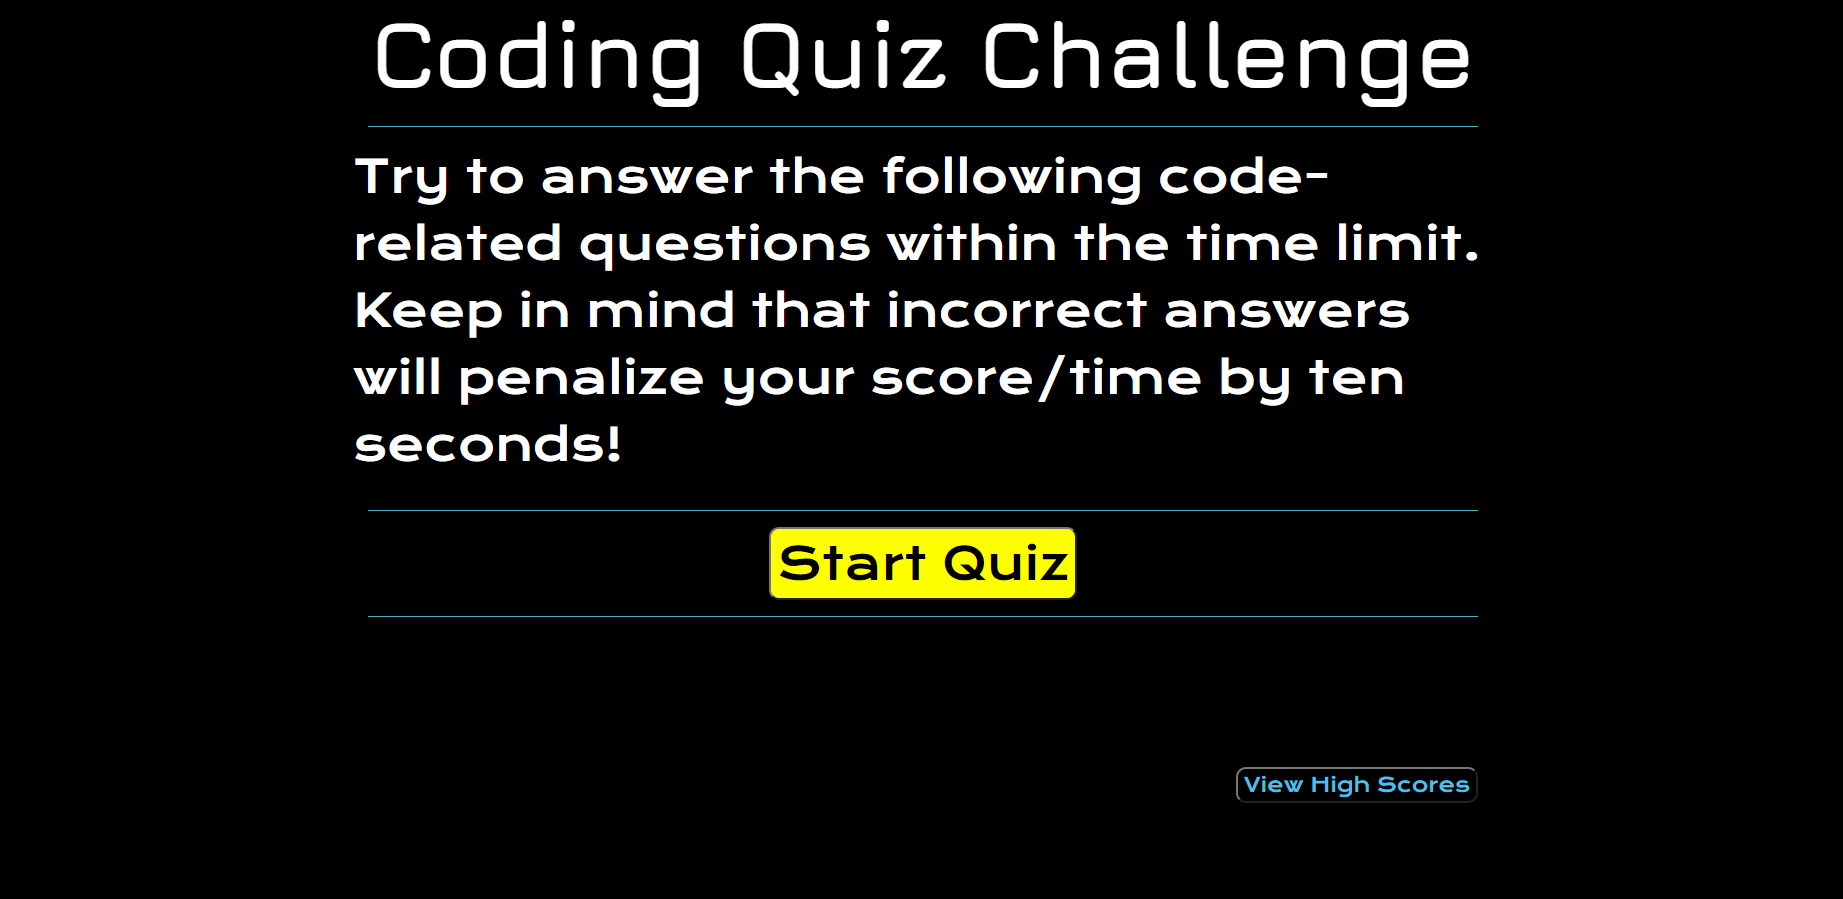 Coding Quiz Challenge
Try to answer the following code-
related questions within the time limit.
Keep in mind that incorrect answers
will penalize your score/time by ten
seconds!
Start Quiz
View High Scores